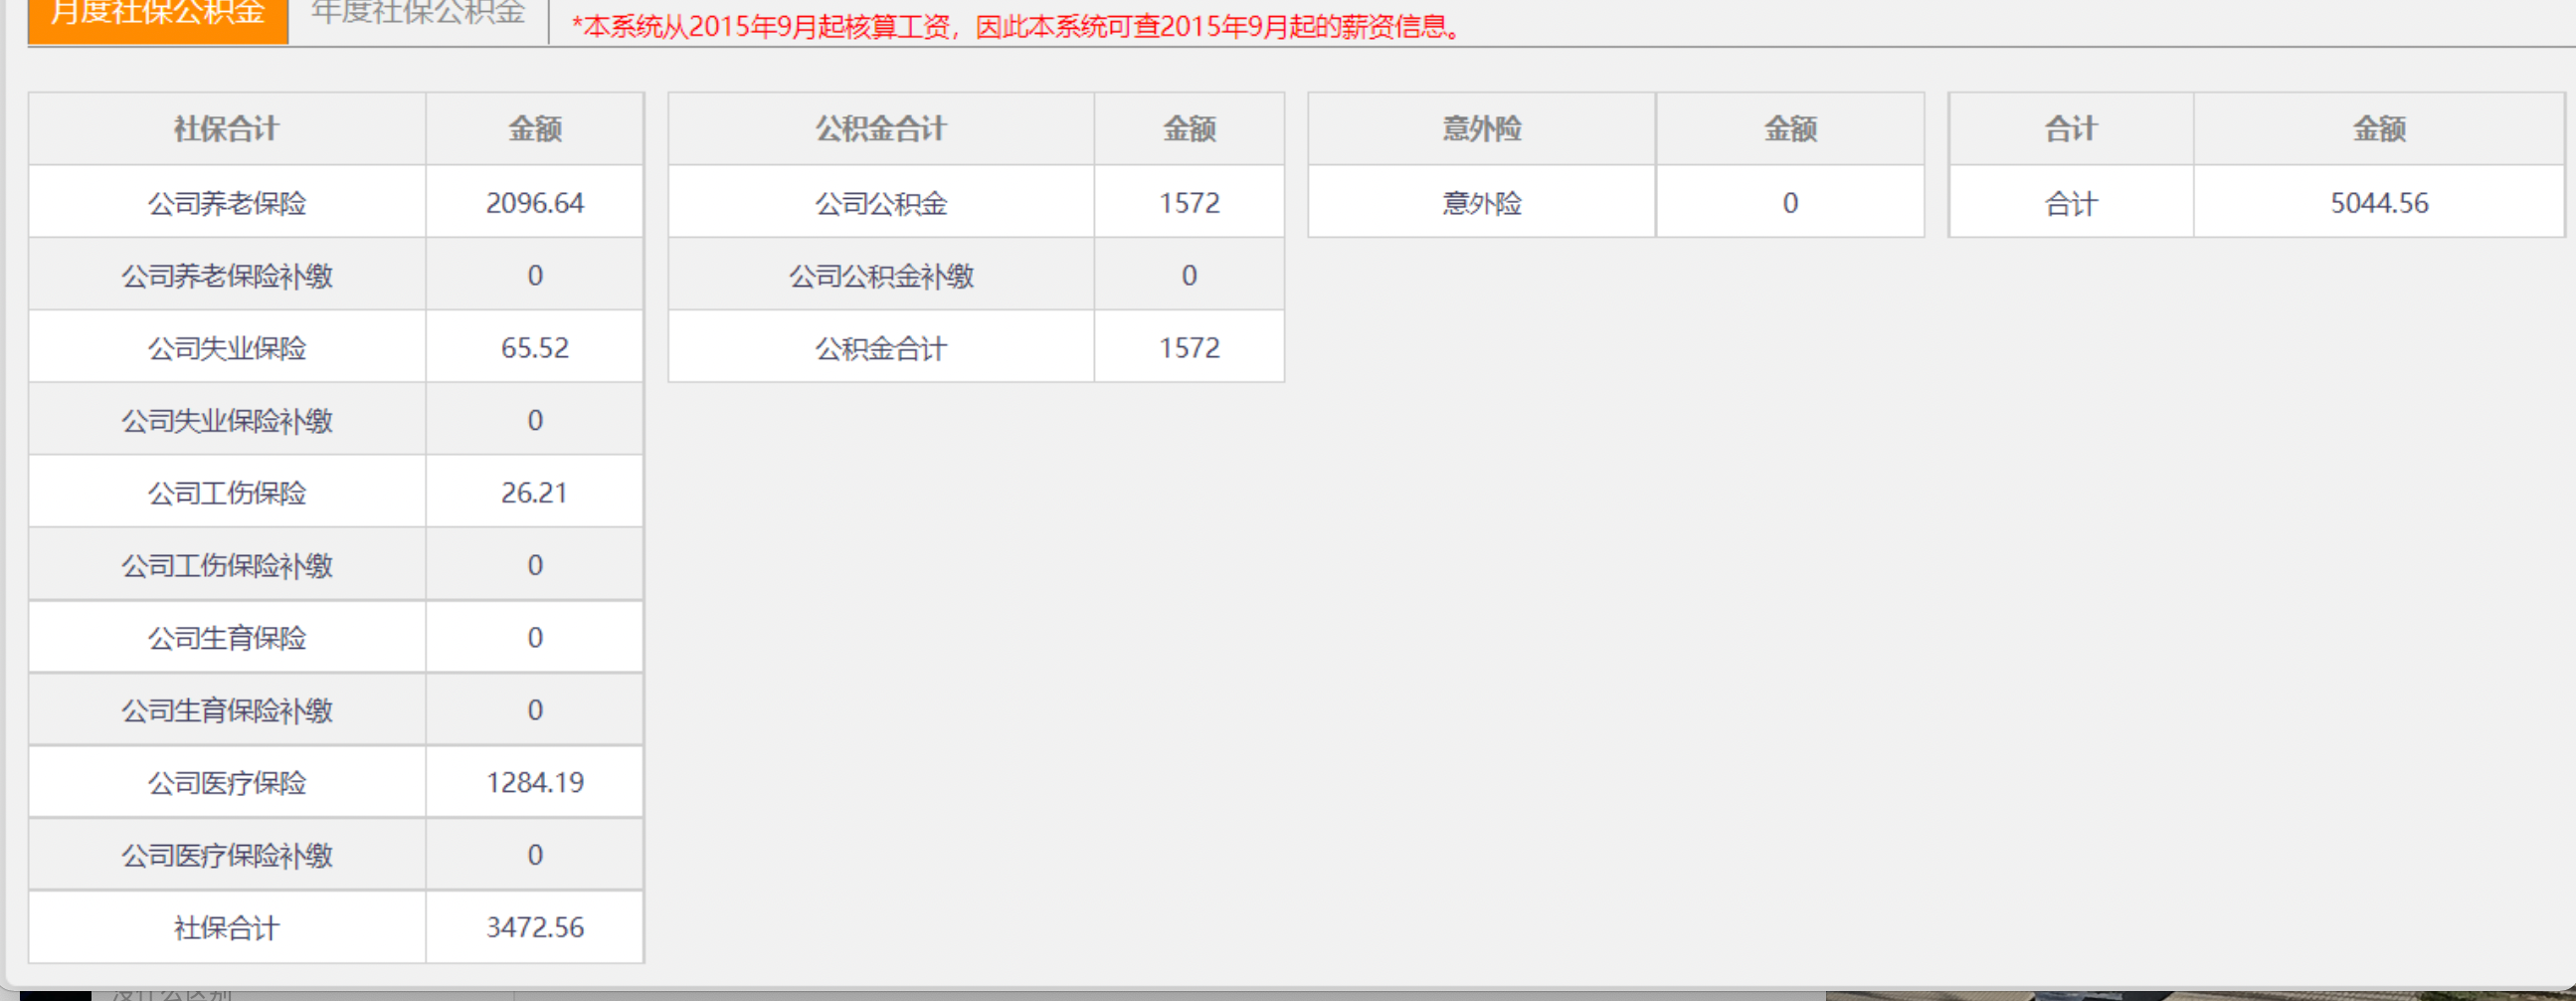 月度社保公积金 年度社保公积金 *本系统从2015年9月起核算工资，因此本系统可查2015年9月起的薪资信息。
社保合计 金额
公司养老保险 2096.64
公司养老保险补缴 0
公司失业保险 65.52
公司失业保险补缴 0
公司工伤保险 26.21
公司工伤保险补缴 0
公司生育保险 0
公司生育保险补缴 0
公司医疗保险 1284.19
公司医疗保险补缴 0
社保合计 3472.56
公积金合计 金额
公司公积金 1572
公司公积金补缴 0
公积金合计 1572
意外险 金额
意外险 0
合计 金额
合计 5044.56
没什么区别